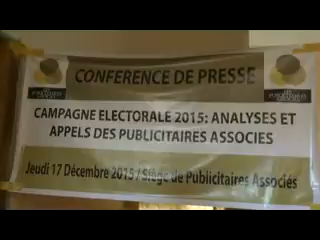 CONFERENCE DE PRESSE
CAMPAGNE ELECTORALE 2015: ANALYSES ET
APPELS DES PUBLICITAIRES ASSOCIES
Jeudi 17 Décembre 2015 / Siège de Publicitaires Associés